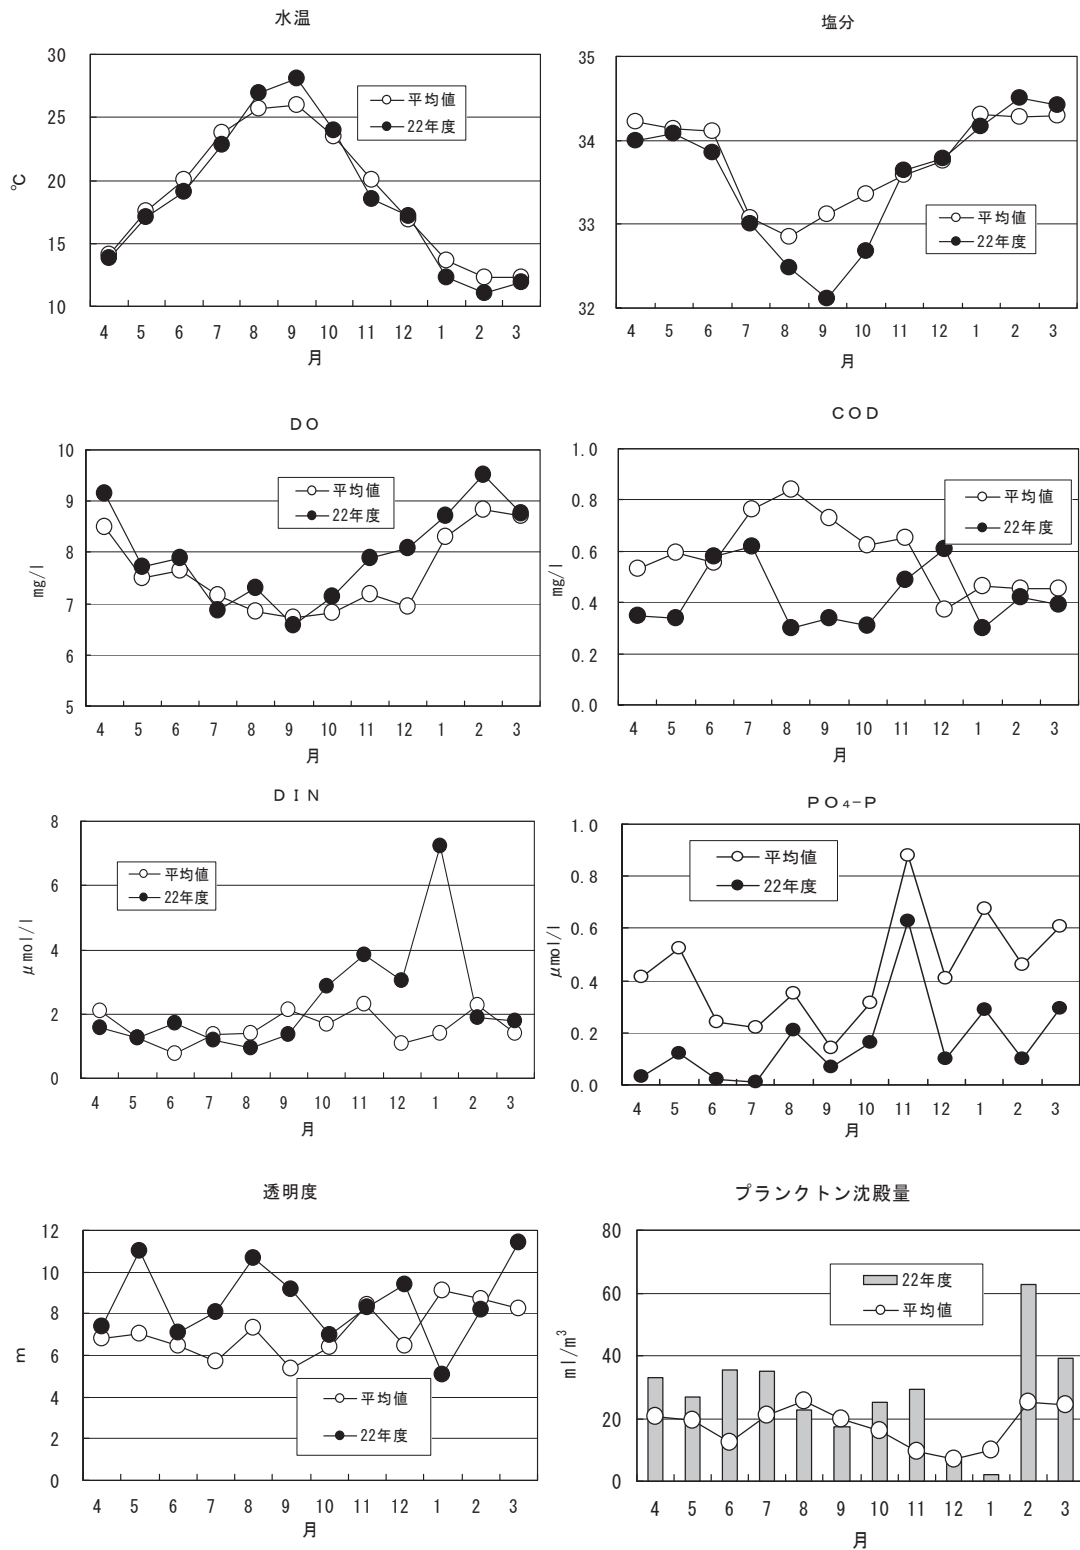 水温
30
25
20
15
10
℃
平均値
22年度
4 5 6 7 8 9 10 11 12 1 2 3
月
塩分
35
34
33
32
平均値
22年度
4 5 6 7 8 9 10 11 12 1 2 3
月
DO
10
9
8
7
6
5
mg/l
平均値
22年度
4 5 6 7 8 9 10 11 12 1 2 3
月
COD
1.0
0.8
0.6
0.4
0.2
0.0
mg/l
平均値
22年度
4 5 6 7 8 9 10 11 12 1 2 3
月
DIN
8
6
4
2
0
μmol/l
平均値
22年度
4 5 6 7 8 9 10 11 12 1 2 3
月
PO₄-P
1.0
0.8
0.6
0.4
0.2
0.0
μmol/l
平均値
22年度
4 5 6 7 8 9 10 11 12 1 2 3
月
透明度
12
10
8
6
4
2
0
m
平均値
22年度
4 5 6 7 8 9 10 11 12 1 2 3
月
プランクトン沈殿量
80
60
40
20
0
ml/m³
22年度
平均値
4 5 6 7 8 9 10 11 12 1 2 3
月